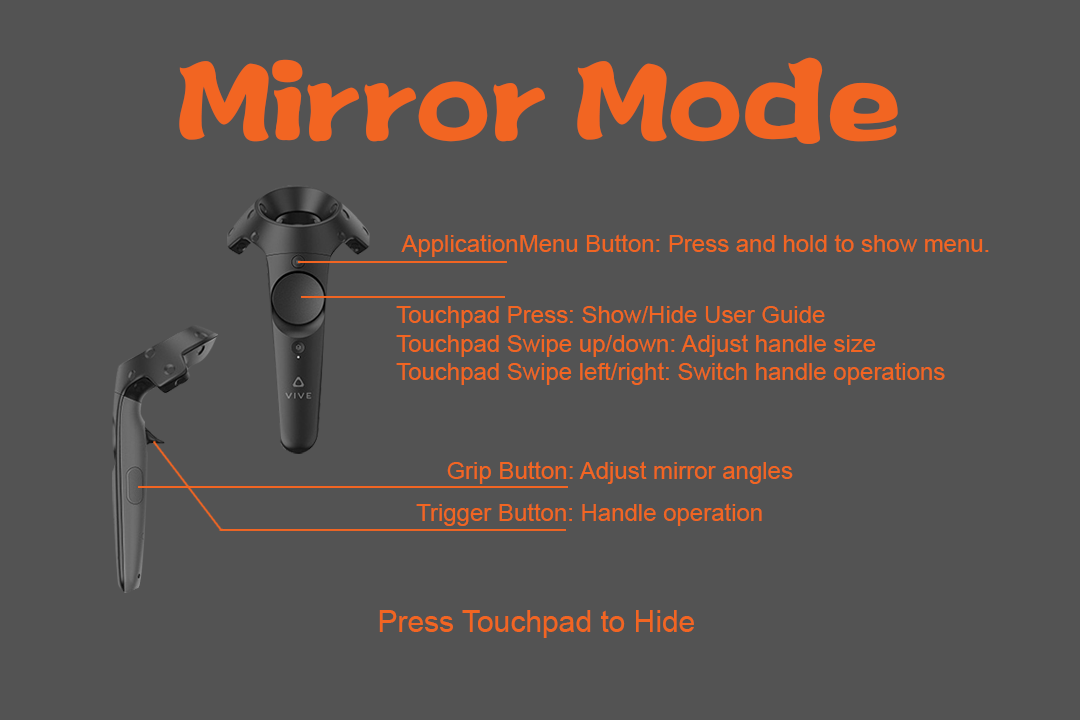 Mirror Mode
ApplicationMenu Button: Press and hold to show menu.
Touchpad Press: Show/Hide User Guide
Touchpad Swipe up/down: Adjust handle size
Touchpad Swipe left/right: Switch handle operations
VIVE
Grip Button: Adjust mirror angles
Trigger Button: Handle operation
Press Touchpad to Hide